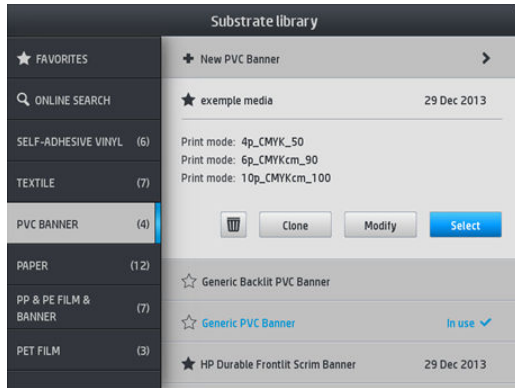 Substrate library
FAVORITES
ONLINE SEARCH
SELF-ADHESIVE VINYL (6)
TEXTILE (7)
PVC BANNER (4)
PAPER (12)
PP & PE FILM &
BANNER (7)
PET FILM (3)
New PVC Banner
exemple media 29 Dec 2013
Print mode: 4p_CMYK_50
Print mode: 6p_CMYKcm_90
Print mode: 10p_CMYKcm_100
Clone Modify Select
Generic Backlit PVC Banner
Generic PVC Banner In use
HP Durable Frontlit Scrim Banner 29 Dec 2013